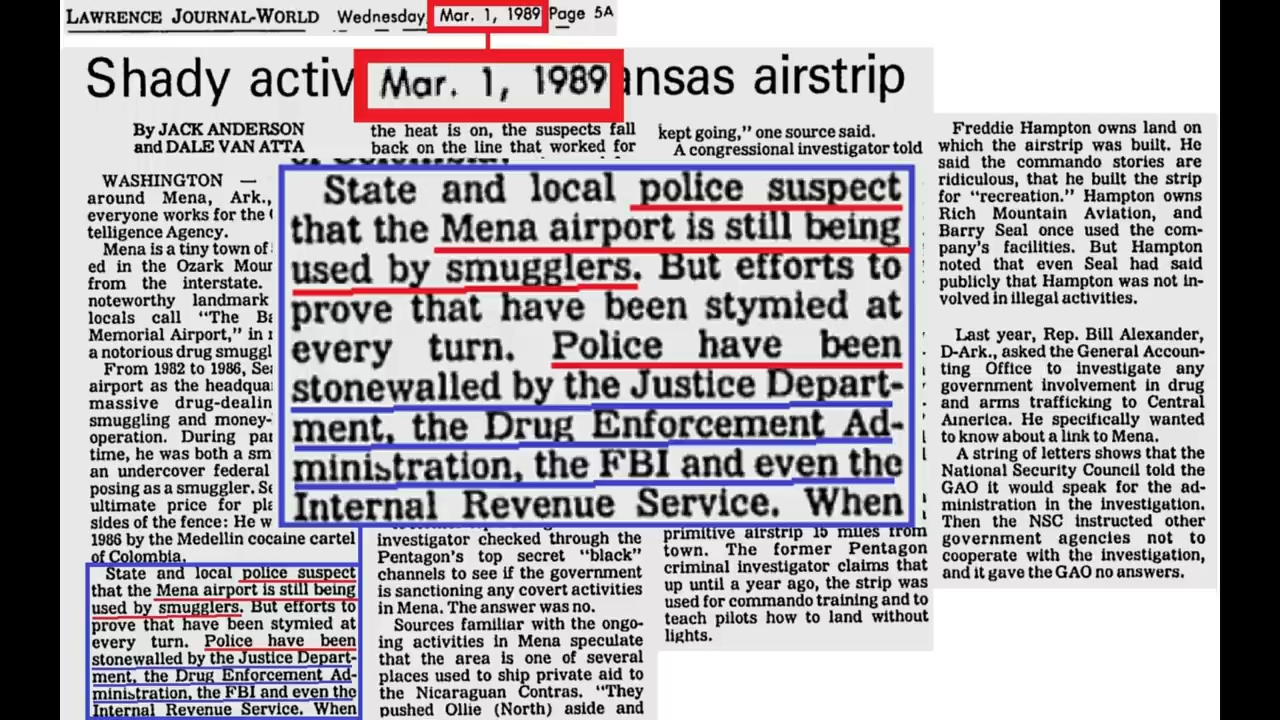 LAWRENCE JOURNAL-WORLD Wednesday, Mar. 1, 1989 Page 5A
Shady activ Mar. 1, 1989 ansas airstrip
By JACK ANDERSON
and DALE VAN ATTA
WASHINGTON —
around Mena, Ark.,
everyone works for the
telligence Agency.
Mena is a tiny town of
ed in the Ozark Moun
from the interstate.
noteworthy landmark
locals call "The Ba
Memorial Airport," in
a notorious drug smuggl
From 1982 to 1986, Sea
airport as the headqua
massive drug-dealin
smuggling and money-
operation. During par
time, he was both a sm
an undercover federal
posing as a smuggler. Se
ultimate price for pla
sides of the fence: He w
1986 by the Medellin cocaine cartel
of Colombia.
State and local police suspect
that the Mena airport is still being
used by smugglers. But efforts to
prove that have been stymied at
every turn. Police have been
stonewalled by the Justice Depart-
ment, the Drug Enforcement Ad-
ministration, the FBI and even the
Internal Revenue Service. When
the heat is on, the suspects fall
back on the line that worked for
State and local police suspect
that the Mena airport is still being
used by smugglers. But efforts to
prove that have been stymied at
every turn. Police have been
stonewalled by the Justice Depart-
ment, the Drug Enforcement Ad-
ministration, the FBI and even the
Internal Revenue Service. When
investigator checked through the
Pentagon's top secret "black"
channels to see if the government
is sanctioning any covert activities
in Mena. The answer was no.
Sources familiar with the ongo-
ing activities in Mena speculate
that the area is one of several
places used to ship private aid to
the Nicaraguan Contras. "They
pushed Ollie (North) aside and
kept going," one source said.
A congressional investigator told
primitive airstrip 15 miles from
town. The former Pentagon
criminal investigator claims that
up until a year ago, the strip was
used for commando training and to
teach pilots how to land without
lights.
Freddie Hampton owns land on
which the airstrip was built. He
said the commando stories are
ridiculous, that he built the strip
for "recreation." Hampton owns
Rich Mountain Aviation, and
Barry Seal once used the com-
pany's facilities. But Hampton
noted that even Seal had said
publicly that Hampton was not in-
volved in illegal activities.
Last year, Rep. Bill Alexander,
D-Ark., asked the General Accoun-
ting Office to investigate any
government involvement in drug
and arms trafficking to Central
America. He specifically wanted
to know about a link to Mena.
A string of letters shows that the
National Security Council told the
GAO it would speak for the ad-
ministration in the investigation.
Then the NSC instructed other
government agencies not to
cooperate with the investigation,
and it gave the GAO no answers.